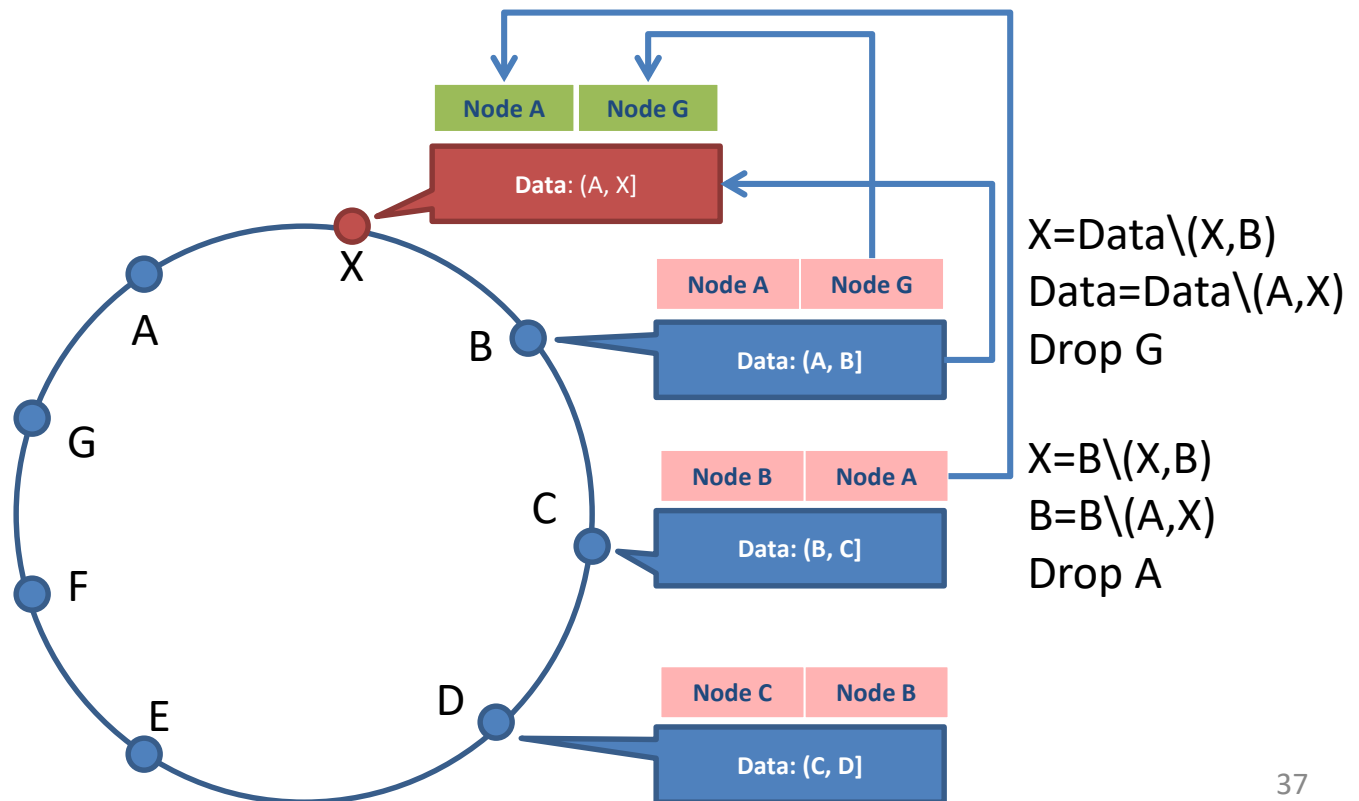 Node A Node G
Data: (A, X]
X
A
Node A Node G
B
Data: (A, B]
X=Data\(X,B)
Data=Data\(A,X)
Drop G
G
Node B Node A
C
Data: (B, C]
X=B\(X,B)
B=B\(A,X)
Drop A
F
Node C Node B
D
E
Data: (C, D]
37